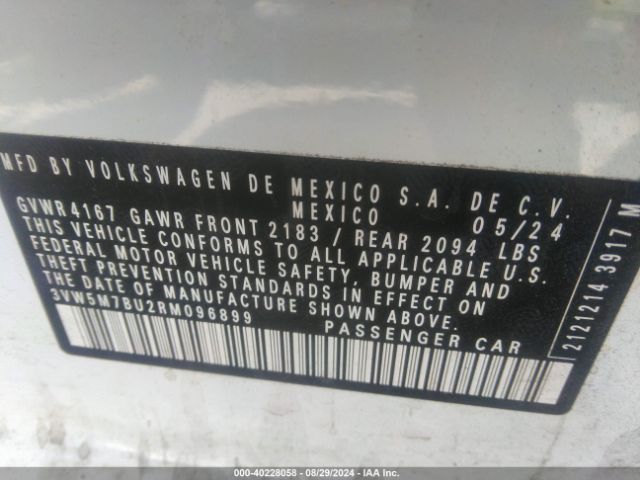 MFD BY VOLKSWAGEN DE MEXICO S.A. DE C.V.
MEXICO 05/24
GVWR4167 GAWR FRONT 2183 / REAR 2094 LBS
THIS VEHICLE CONFORMS TO ALL APPLICABLE U.S.
FEDERAL MOTOR VEHICLE SAFETY, BUMPER AND
THEFT PREVENTION STANDARDS IN EFFECT ON
THE DATE OF MANUFACTURE SHOWN ABOVE.
3VW5M7BU2RM096899 PASSENGER CAR
2121214 3917 M
000-40228058 - 08/29/2024 - IAA Inc.